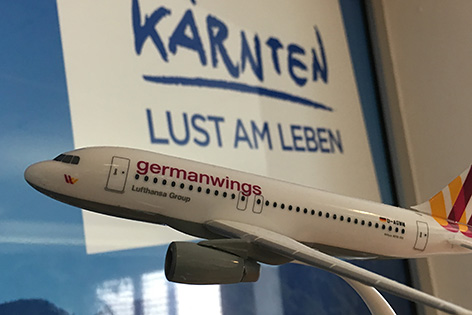 KÄRNTEN
LUST AM LEBEN
germanwings
Lufthansa Group